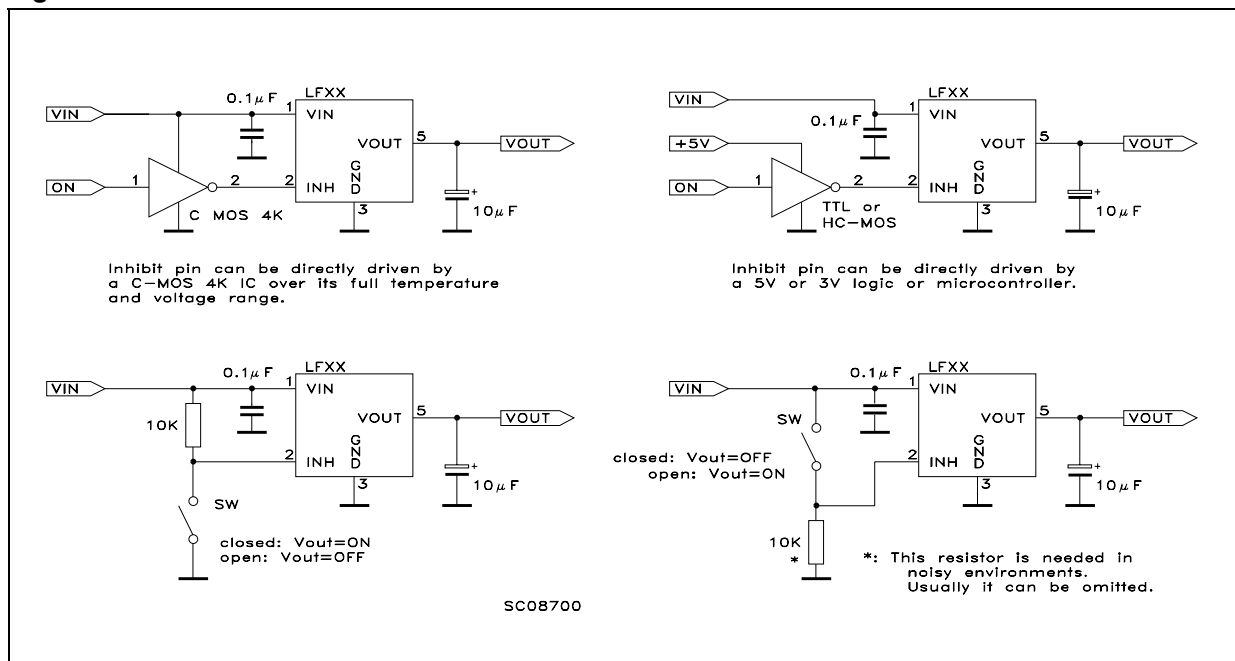 LFXX
VIN
0.1μF
1
VIN
VOUT
5
VOUT
ON
1
2
2
INH
GND
3
C MOS 4K
+
10μF
Inhibit pin can be directly driven by
a C-MOS 4K IC over its full temperature
and voltage range.
LFXX
VIN
1
VIN
0.1μF
+5V
VOUT
5
VOUT
ON
1
2
2
INH
GND
3
TTL or
HC-MOS
+
10μF
Inhibit pin can be directly driven by
a 5V or 3V logic or microcontroller.
LFXX
VIN
0.1μF
1
VIN
10K
VOUT
5
VOUT
2
INH
GND
3
+
10μF
SW
closed: Vout=ON
open: Vout=OFF
LFXX
VIN
0.1μF
1
VIN
SW
VOUT
5
VOUT
closed: Vout=OFF
open: Vout=ON
2
INH
GND
3
+
10μF
10K
*
*: This resistor is needed in
noisy environments.
Usually it can be omitted.
SC08700